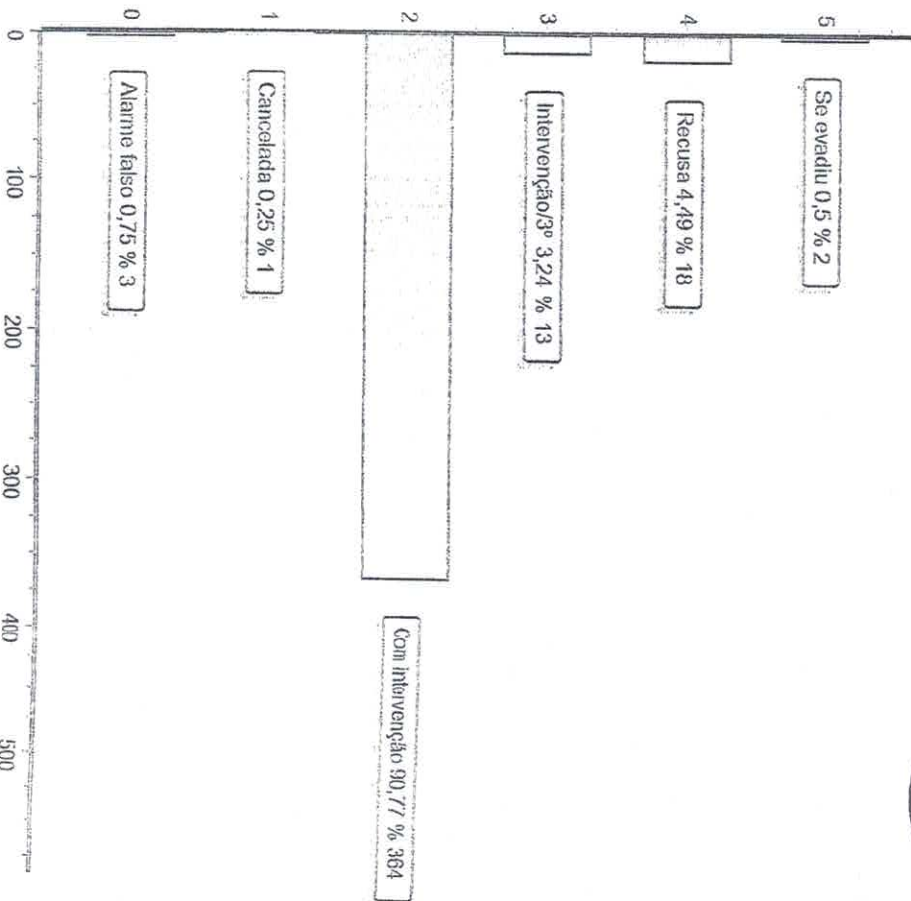 5
Se evadiu 0,5 % 2
4
Recusa 4,49 % 18
3
Intervenção/3º 3,24 % 13
2
Com intervenção 90,77 % 364
1
Cancelada 0,25 % 1
0
Alarme falso 0,75 % 3
0 100 200 300 400 500